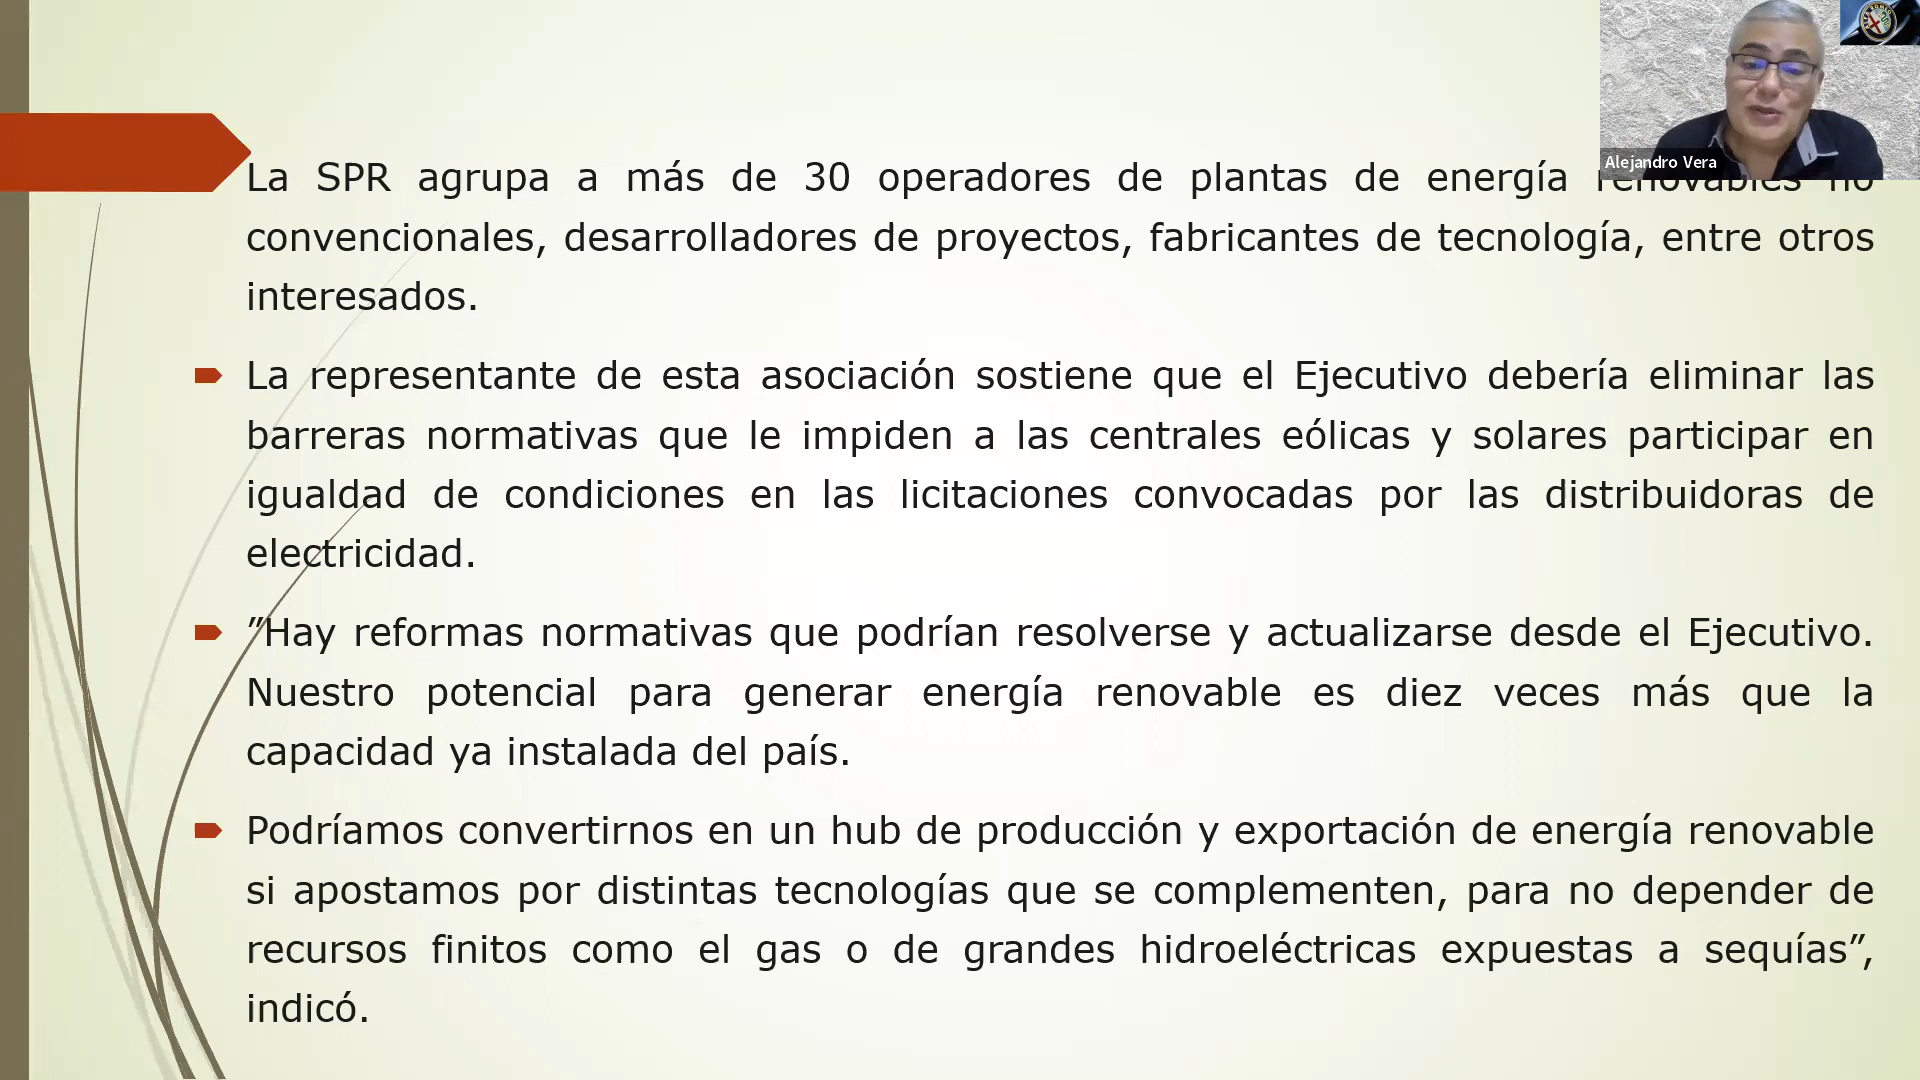 La SPR agrupa a más de 30 operadores de plantas de energía renovables no
convencionales, desarrolladores de proyectos, fabricantes de tecnología, entre otros
interesados.
La representante de esta asociación sostiene que el Ejecutivo debería eliminar las
barreras normativas que le impiden a las centrales eólicas y solares participar en
igualdad de condiciones en las licitaciones convocadas por las distribuidoras de
electricidad.
”Hay reformas normativas que podrían resolverse y actualizarse desde el Ejecutivo.
Nuestro potencial para generar energía renovable es diez veces más que la
capacidad ya instalada del país.
Podríamos convertirnos en un hub de producción y exportación de energía renovable
si apostamos por distintas tecnologías que se complementen, para no depender de
recursos finitos como el gas o de grandes hidroeléctricas expuestas a sequías”,
indicó.
Alejandro Vera